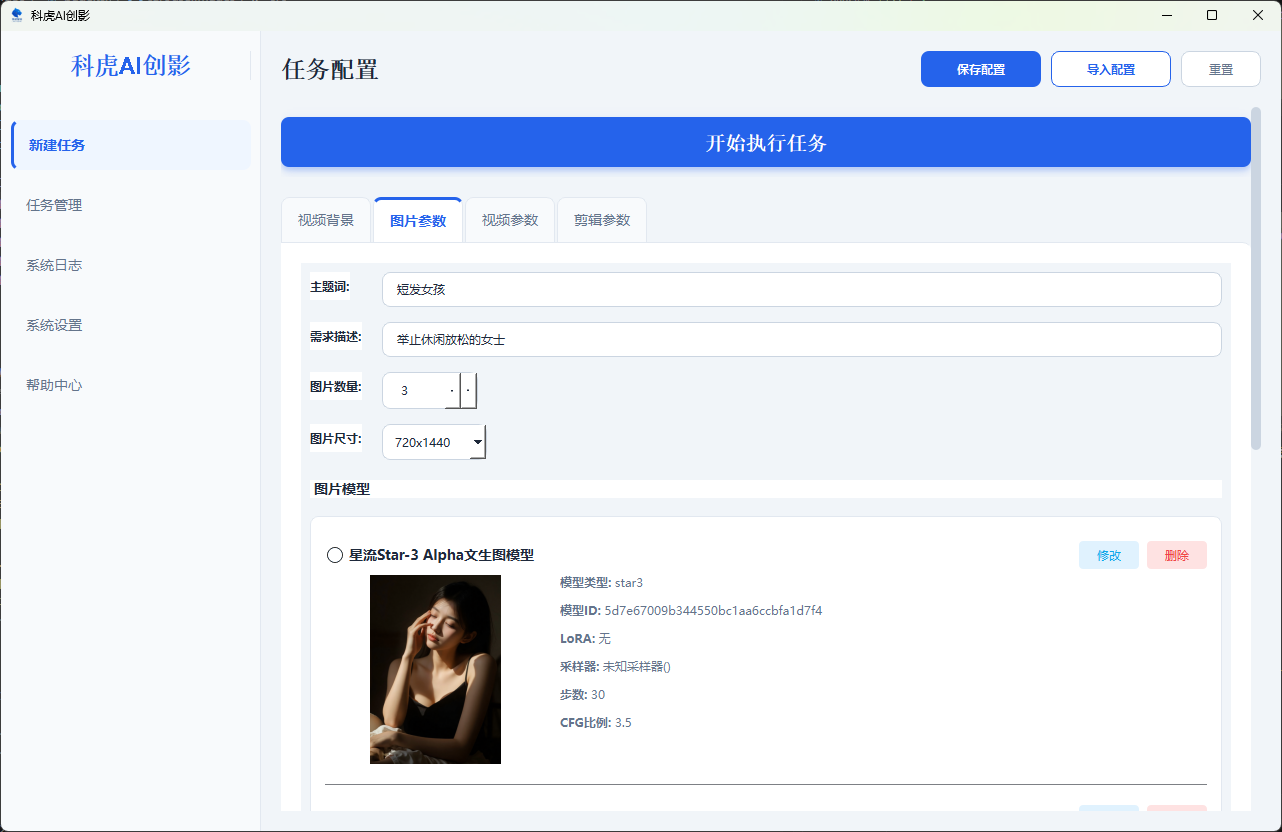 科虎AI创影
科虎AI创影
任务配置
保存配置
导入配置
重置
新建任务
任务管理
系统日志
系统设置
帮助中心
开始执行任务
视频背景
图片参数
视频参数
剪辑参数
主题词:
短发女孩
需求描述:
举止休闲放松的女士
图片数量:
3
图片尺寸:
720x1440
图片模型
星流Star-3 Alpha文生图模型
修改
删除
模型类型: star3
模型ID: 5d7e67009b344550bc1aa6ccbfa1d7f4
LoRA: 无
采样器: 未知采样器()
步数: 30
CFG比例: 3.5